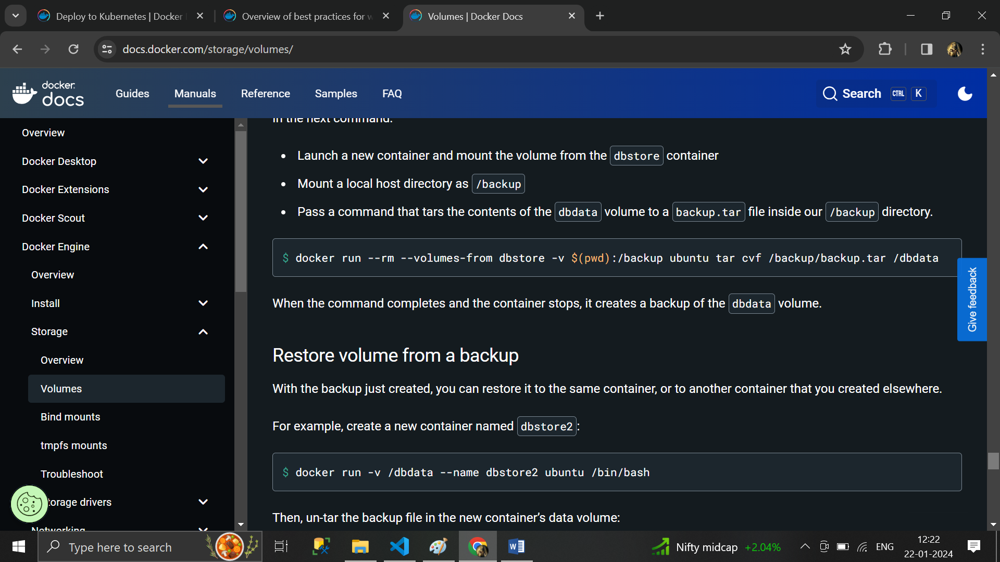 Deploy to Kubernetes | Docker
Overview of best practices for w
Volumes | Docker Docs
docs.docker.com/storage/volumes/
docker
docs
Guides
Manuals
Reference
Samples
FAQ
Search
CTRL
K
Overview
Docker Desktop
Docker Extensions
Docker Scout
Docker Engine
Overview
Install
Storage
Overview
Volumes
Bind mounts
tmpfs mounts
Troubleshoot
torage drivers
Networking
In the next command:
• Launch a new container and mount the volume from the dbstore container
• Mount a local host directory as /backup
• Pass a command that tars the contents of the dbdata volume to a backup.tar file inside our /backup directory.
$ docker run --rm --volumes-from dbstore -v $(pwd):/backup ubuntu tar cvf /backup/backup.tar /dbdata
When the command completes and the container stops, it creates a backup of the dbdata volume.
Restore volume from a backup
With the backup just created, you can restore it to the same container, or to another container that you created elsewhere.
For example, create a new container named dbstore2:
$ docker run -v /dbdata --name dbstore2 ubuntu /bin/bash
Then, un-tar the backup file in the new container’s data volume:
Give feedback
Type here to search
Nifty midcap +2.04%
ENG
12:22
22-01-2024